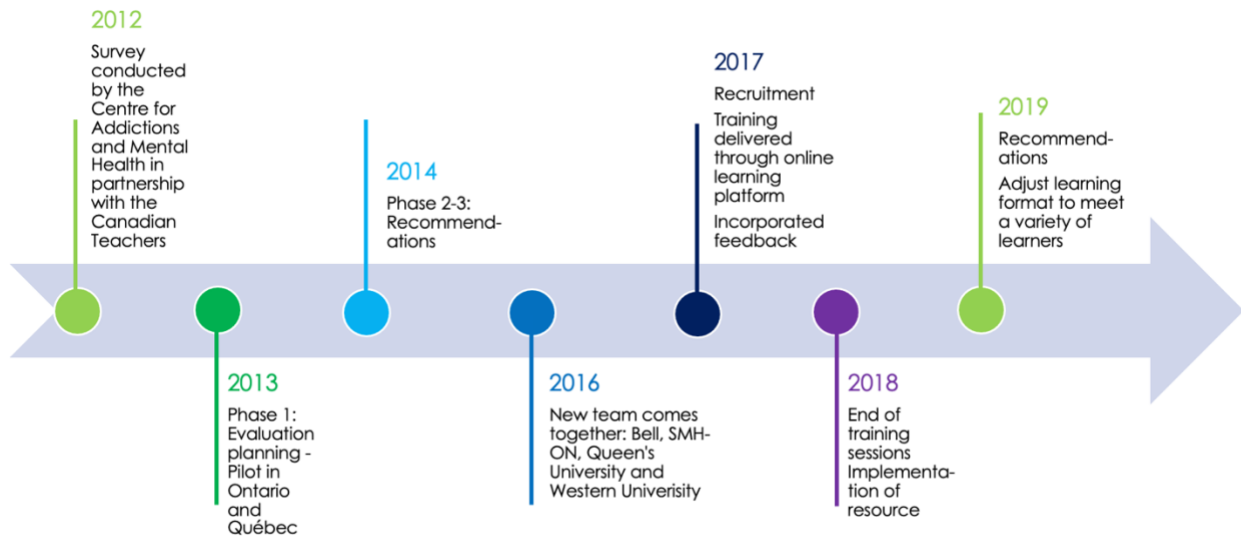 2012
Survey
conducted
by the
Centre for
Addictions
and Mental
Health in
partnership
with the
Canadian
Teachers
2013
Phase 1:
Evaluation
planning -
Pilot in
Ontario
and
Québec
2014
Phase 2-3:
Recommend-
ations
2016
New team comes
together: Bell, SMH-
ON, Queen's
University and
Western Univerisity
2017
Recruitment
Training
delivered
through online
learning
platform
Incorporated
feedback
2018
End of
training
sessions
Implementa-
tion of
resource
2019
Recommend-
ations
Adjust learning
format to meet
a variety of
learners